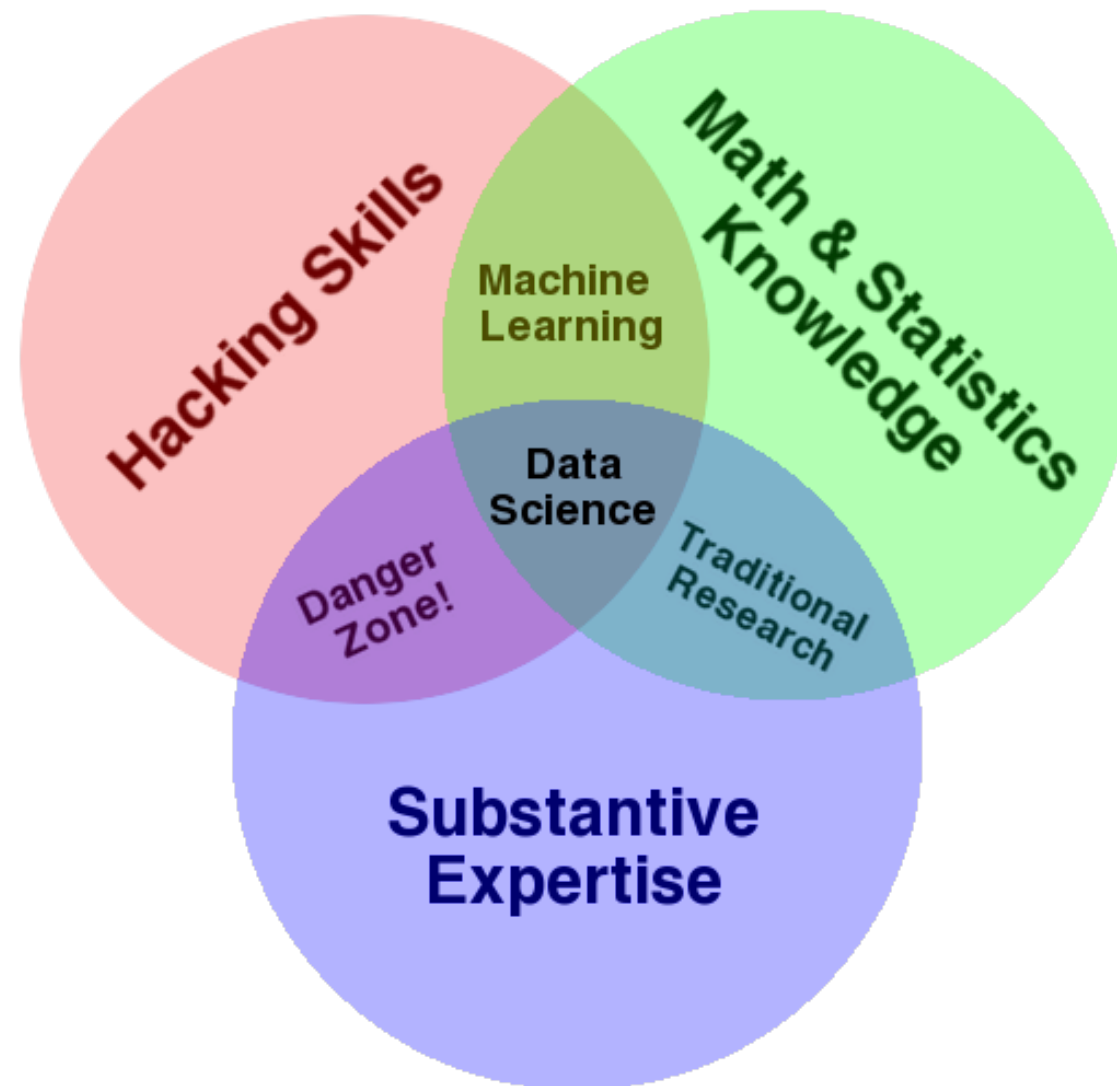 Hacking Skills
Math & Statistics
Knowledge
Machine
Learning
Data
Science
Danger
Zone!
Traditional
Research
Substantive
Expertise